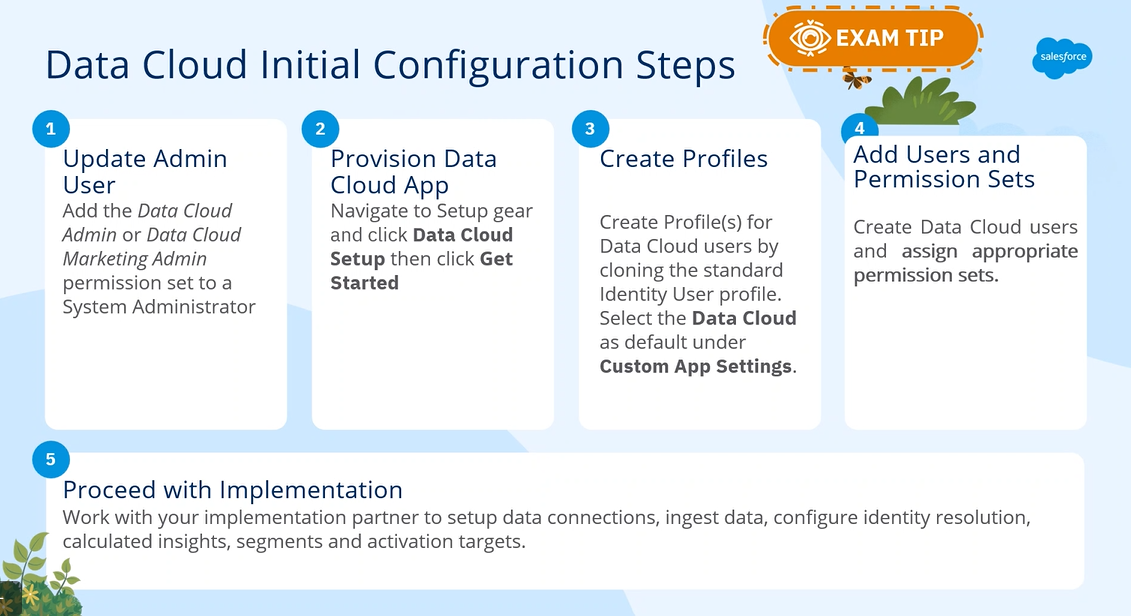 EXAM TIP
Data Cloud Initial Configuration Steps
salesforce
1
Update Admin
User
Add the Data Cloud
Admin or Data Cloud
Marketing Admin
permission set to a
System Administrator
2
Provision Data
Cloud App
Navigate to Setup gear
and click Data Cloud
Setup then click Get
Started
3
Create Profiles
Create Profile(s) for
Data Cloud users by
cloning the standard
Identity User profile.
Select the Data Cloud
as default under
Custom App Settings.
4
Add Users and
Permission Sets
Create Data Cloud users
and assign appropriate
permission sets.
5
Proceed with Implementation
Work with your implementation partner to setup data connections, ingest data, configure identity resolution,
calculated insights, segments and activation targets.